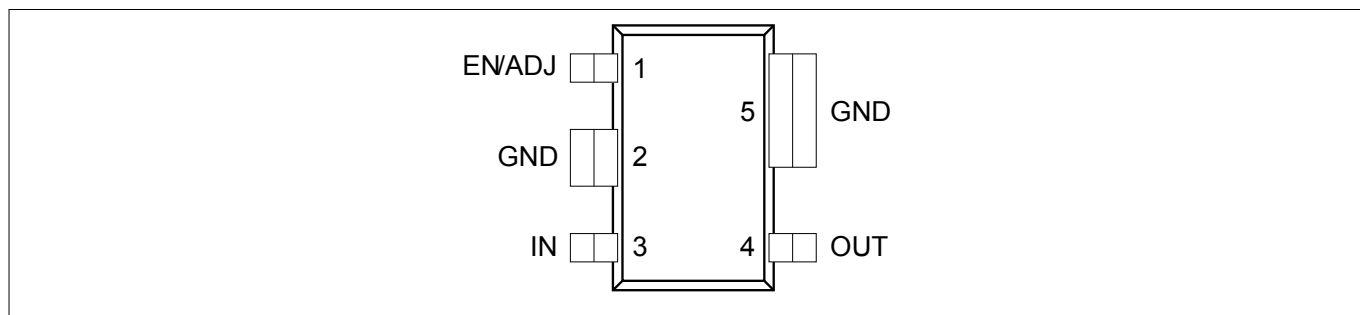 EN/ADJ 1
5 GND
GND 2
IN 3
4 OUT